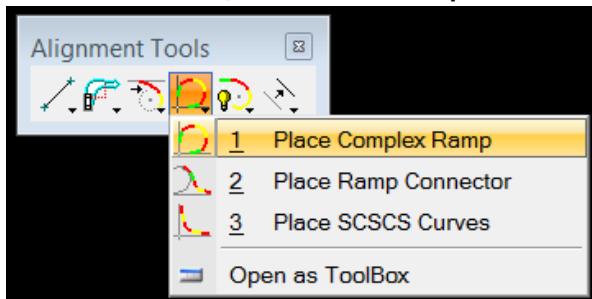 Alignment Tools
1 Place Complex Ramp
2 Place Ramp Connector
3 Place SCSCS Curves
Open as ToolBox